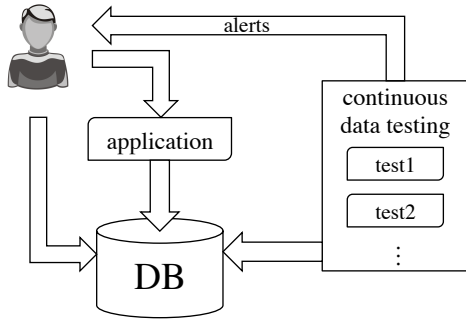 alerts
continuous
data testing
application
test1
test2
⋮
DB